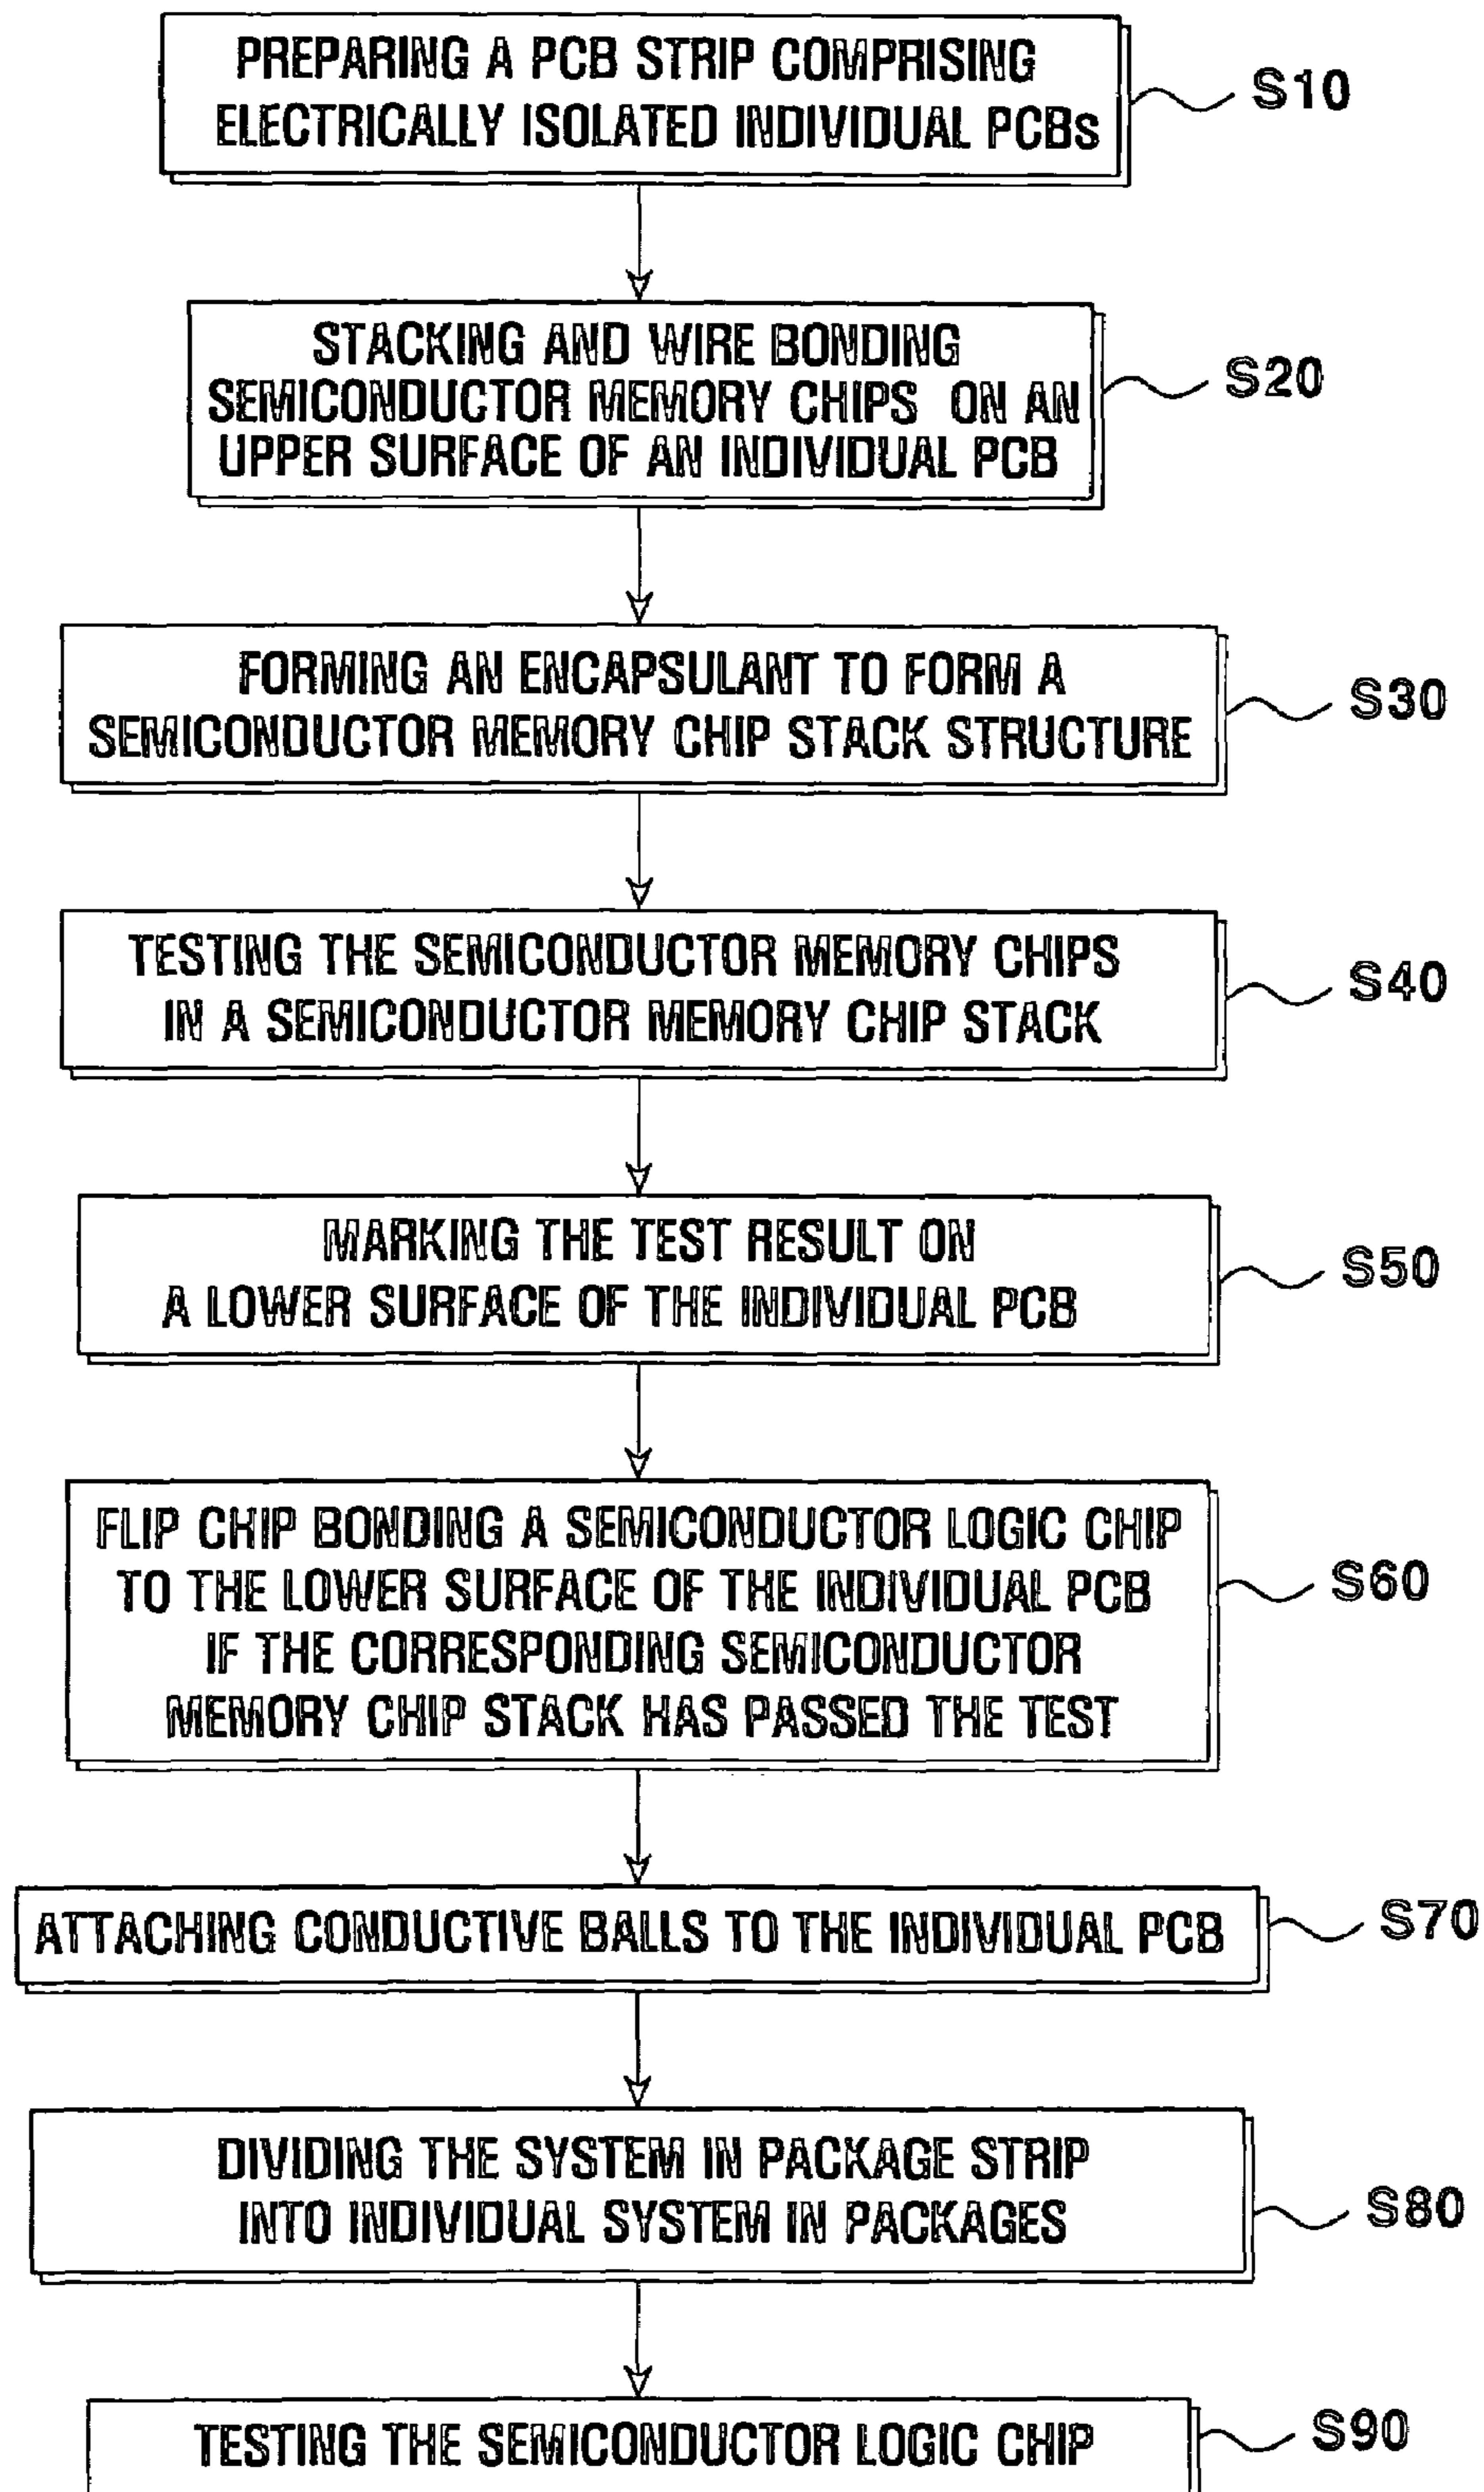 PREPARING A PCB STRIP COMPRISING
ELECTRICALLY ISOLATED INDIVIDUAL PCBs
S10
STACKING AND WIRE BONDING
SEMICONDUCTOR MEMORY CHIPS ON AN
UPPER SURFACE OF AN INDIVIDUAL PCB
S20
FORMING AN ENCAPSULANT TO FORM A
SEMICONDUCTOR MEMORY CHIP STACK STRUCTURE
S30
TESTING THE SEMICONDUCTOR MEMORY CHIPS
IN A SEMICONDUCTOR MEMORY CHIP STACK
S40
MARKING THE TEST RESULT ON
A LOWER SURFACE OF THE INDIVIDUAL PCB
S50
FLIP CHIP BONDING A SEMICONDUCTOR LOGIC CHIP
TO THE LOWER SURFACE OF THE INDIVIDUAL PCB
IF THE CORRESPONDING SEMICONDUCTOR
MEMORY CHIP STACK HAS PASSED THE TEST
S60
ATTACHING CONDUCTIVE BALLS TO THE INDIVIDUAL PCB
S70
DIVIDING THE SYSTEM IN PACKAGE STRIP
INTO INDIVIDUAL SYSTEM IN PACKAGES
S80
TESTING THE SEMICONDUCTOR LOGIC CHIP
S90